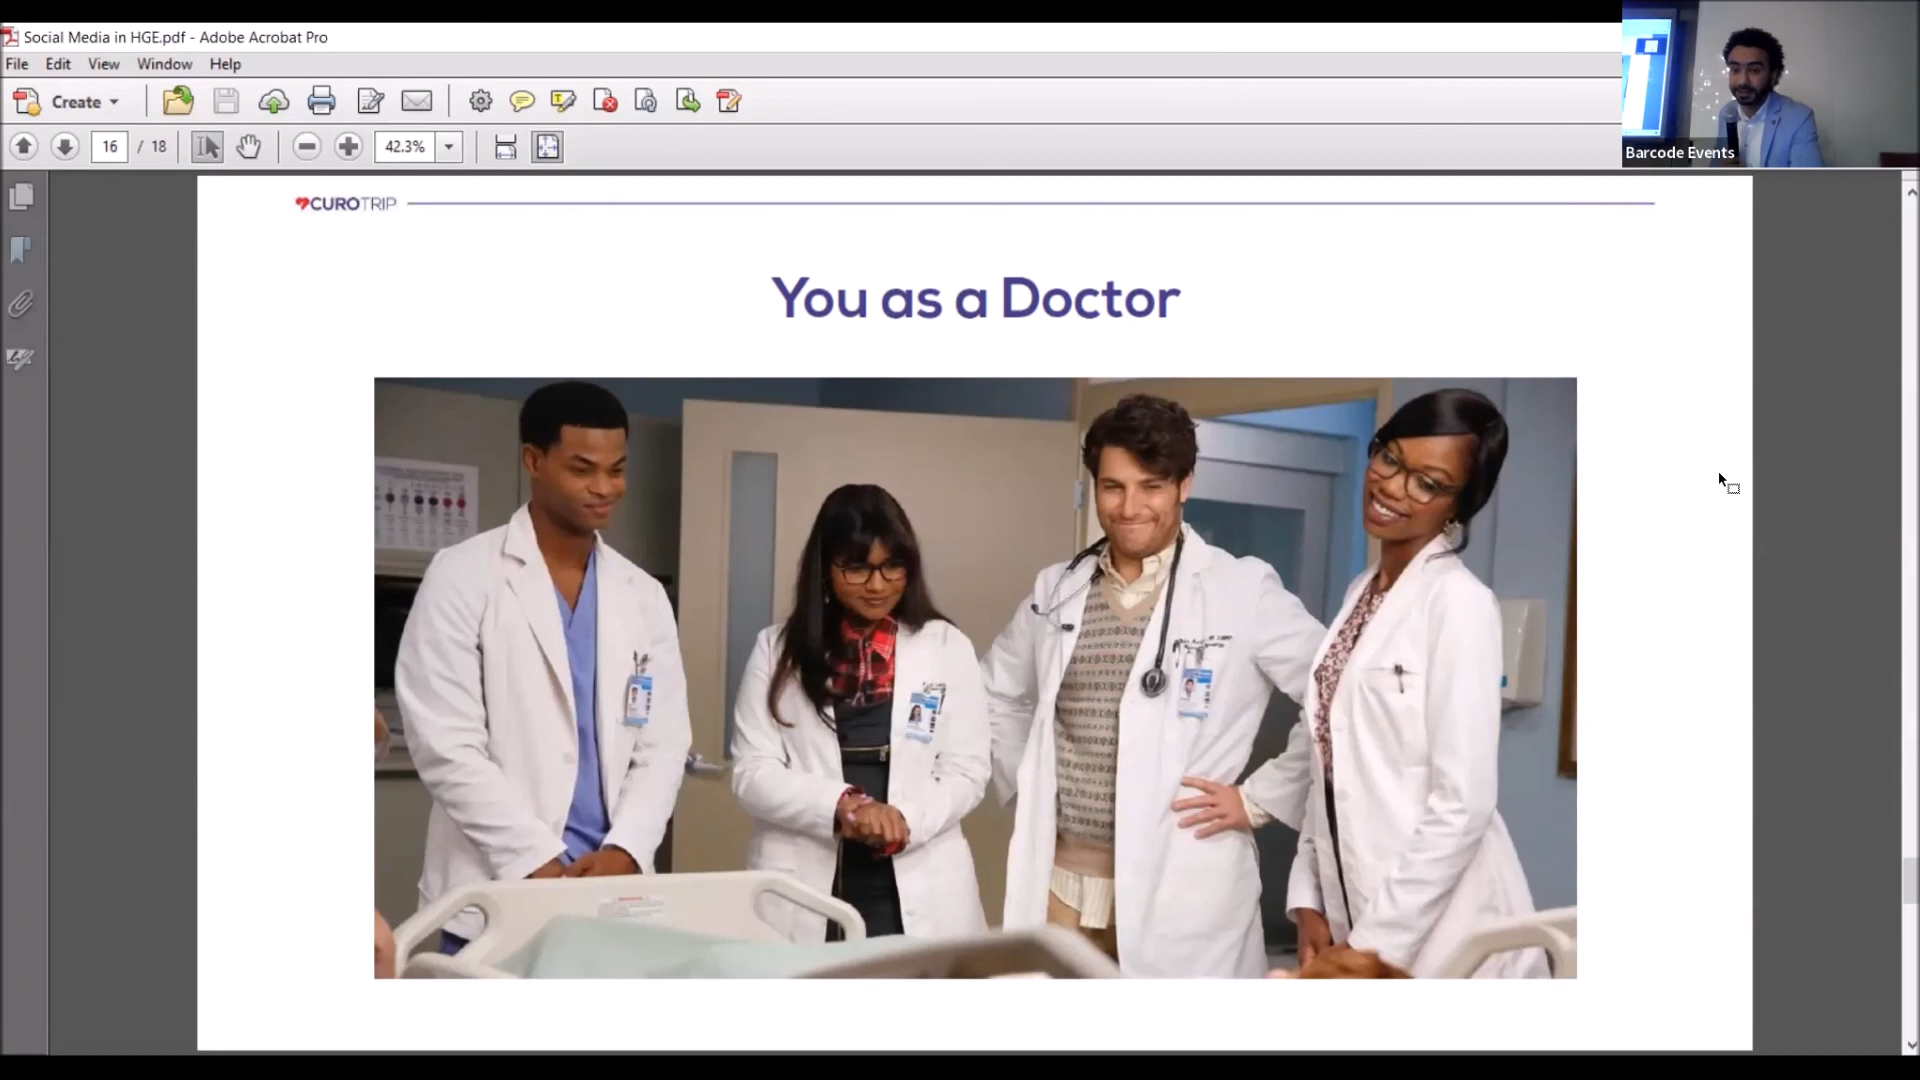 Social Media in HGE.pdf - Adobe Acrobat Pro
File Edit View Window Help
Create
16 / 18
42.3%
Barcode Events
CUROTRIP
You as a Doctor